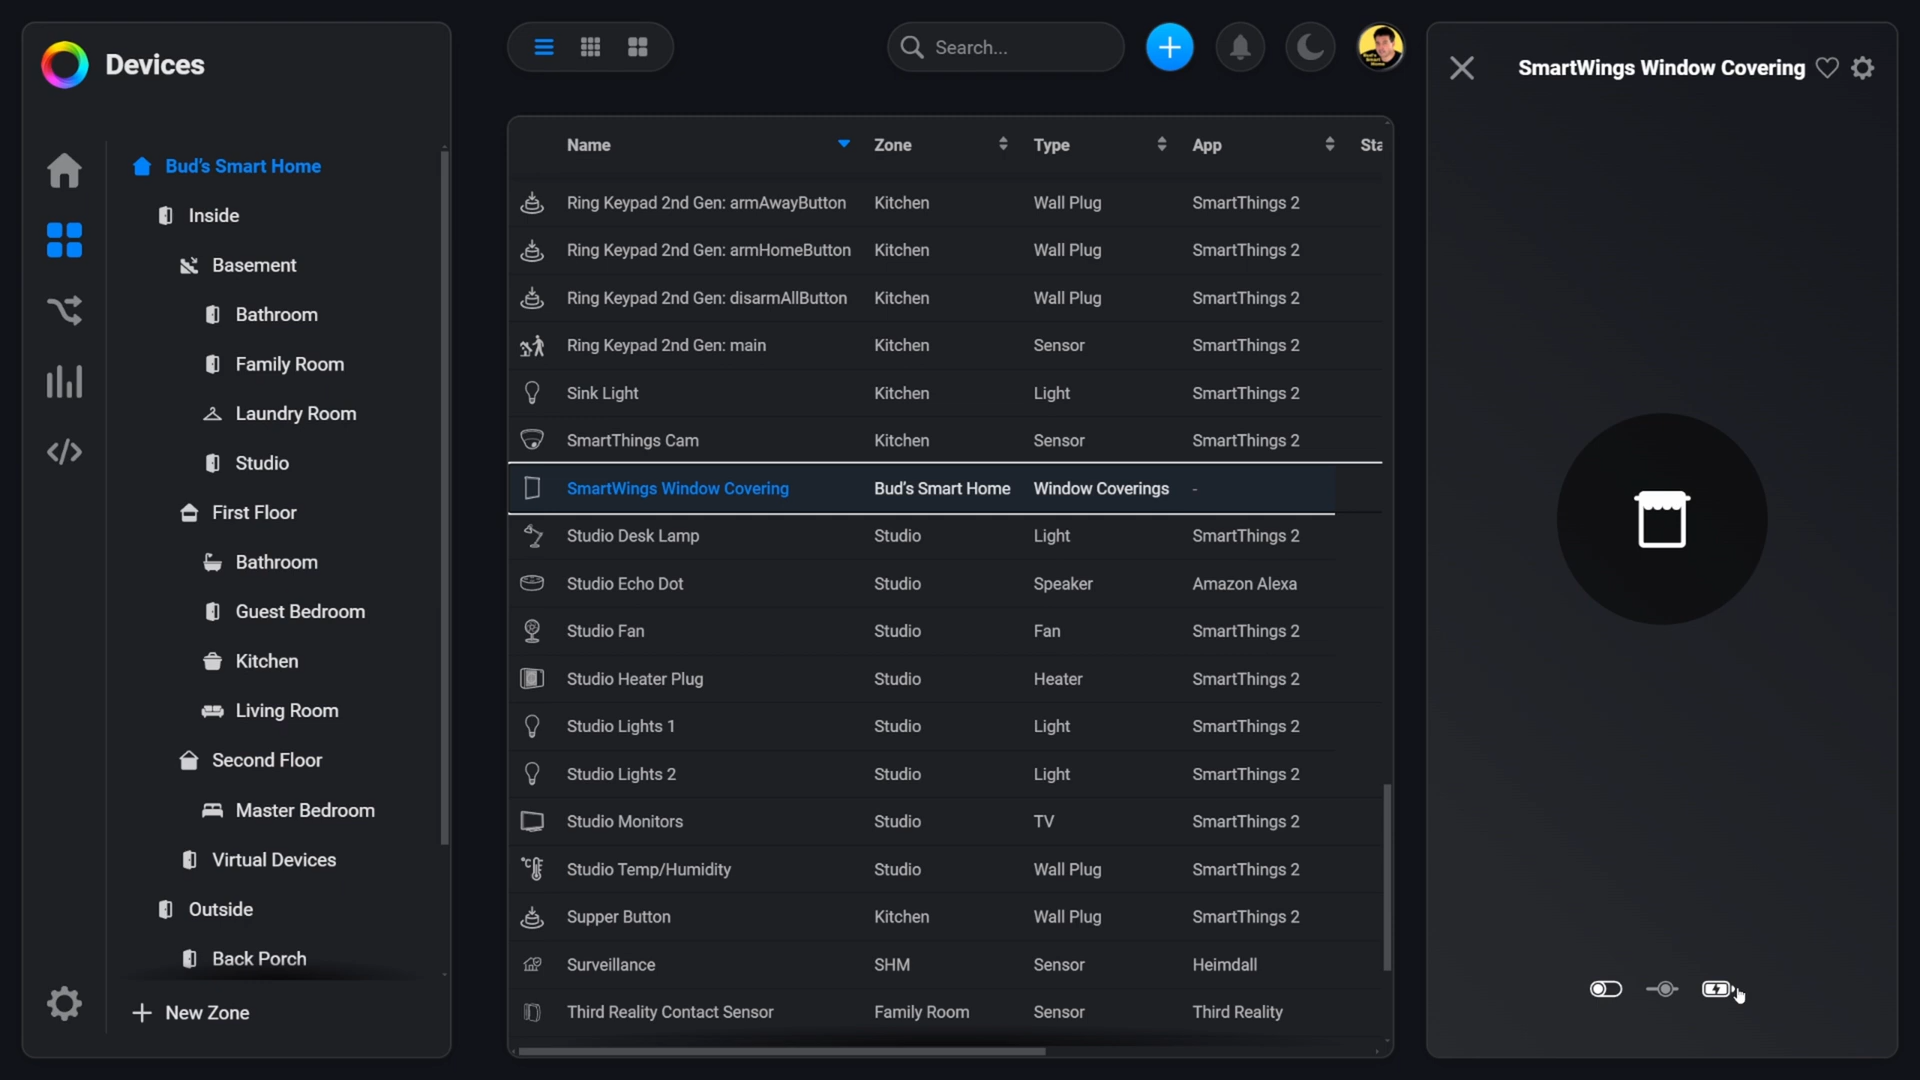 Devices
Bud's Smart Home
Inside
Basement
Bathroom
Family Room
Laundry Room
Studio
First Floor
Bathroom
Guest Bedroom
Kitchen
Living Room
Second Floor
Master Bedroom
Virtual Devices
Outside
Back Porch
New Zone
Search...
Name Zone Type App Sta
Ring Keypad 2nd Gen: armAwayButton Kitchen Wall Plug SmartThings 2
Ring Keypad 2nd Gen: armHomeButton Kitchen Wall Plug SmartThings 2
Ring Keypad 2nd Gen: disarmAllButton Kitchen Wall Plug SmartThings 2
Ring Keypad 2nd Gen: main Kitchen Sensor SmartThings 2
Sink Light Kitchen Light SmartThings 2
SmartThings Cam Kitchen Sensor SmartThings 2
SmartWings Window Covering Bud's Smart Home Window Coverings -
Studio Desk Lamp Studio Light SmartThings 2
Studio Echo Dot Studio Speaker Amazon Alexa
Studio Fan Studio Fan SmartThings 2
Studio Heater Plug Studio Heater SmartThings 2
Studio Lights 1 Studio Light SmartThings 2
Studio Lights 2 Studio Light SmartThings 2
Studio Monitors Studio TV SmartThings 2
Studio Temp/Humidity Studio Wall Plug SmartThings 2
Supper Button Kitchen Wall Plug SmartThings 2
Surveillance SHM Sensor Heimdall
Third Reality Contact Sensor Family Room Sensor Third Reality
SmartWings Window Covering